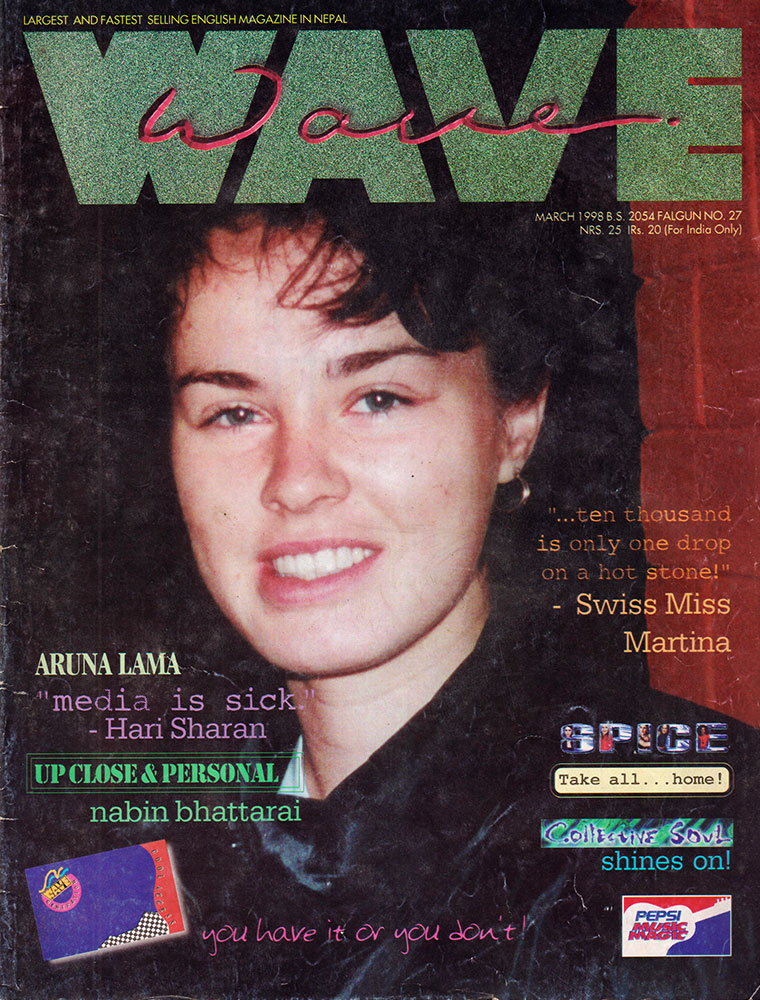 LARGEST AND FASTEST SELLING ENGLISH MAGAZINE IN NEPAL
WAVE
Wave.
MARCH 1998 B.S. 2054 FALGUN NO. 27
NRS. 25 IRs. 20 (For India Only)
"...ten thousand
is only one drop
on a hot stone!"
- Swiss Miss
Martina
ARUNA LAMA
"media is sick."
- Hari Sharan
UP CLOSE & PERSONAL
nabin bhattarai
SPICE
Take all...home!
COllECTIVE SOUL
shines on!
SAVE
you have it or you don't!
PEPSI
MUSIC
MAGIC